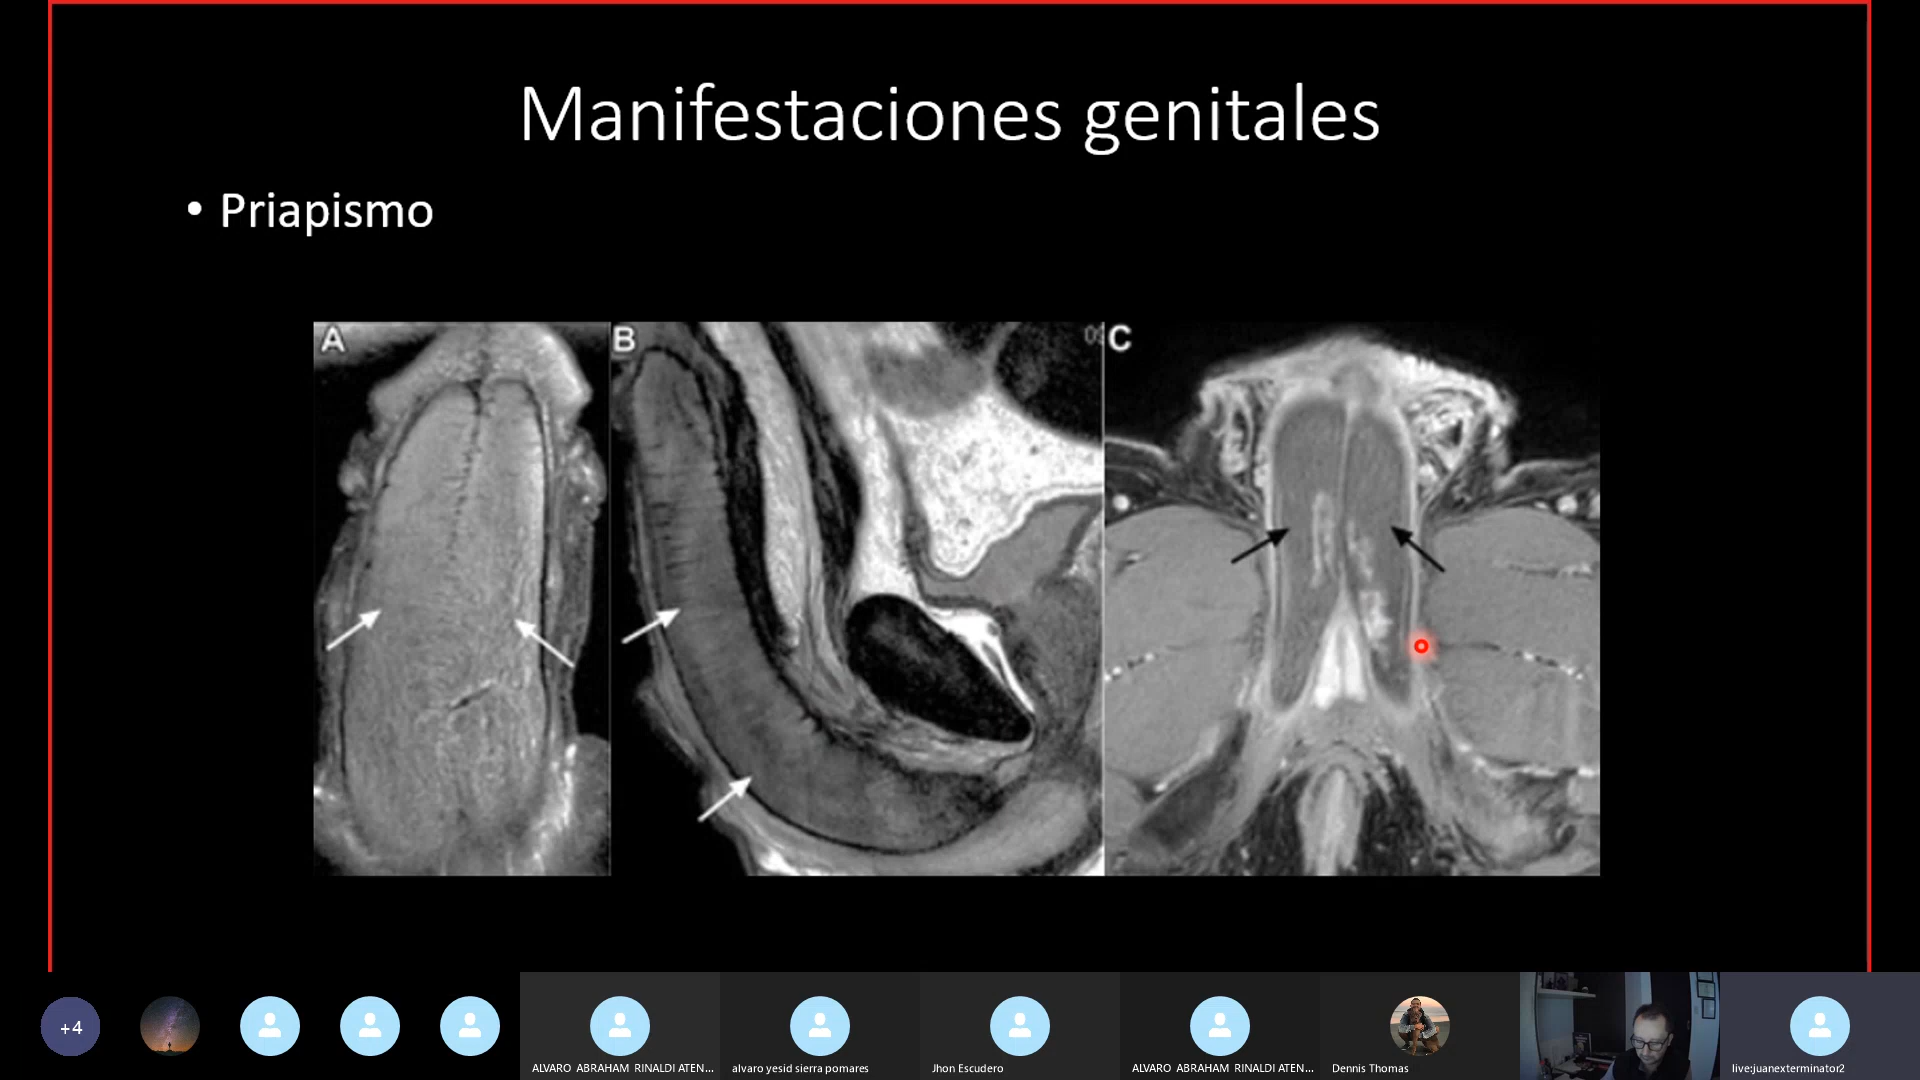 Manifestaciones genitales
• Priapismo
A
B
C
+4
ALVARO ABRAHAM RINALDI ATEN...
alvaro yesid sierra pomares
Jhon Escudero
ALVARO ABRAHAM RINALDI ATEN...
Dennis Thomas
live:juanexterminator2